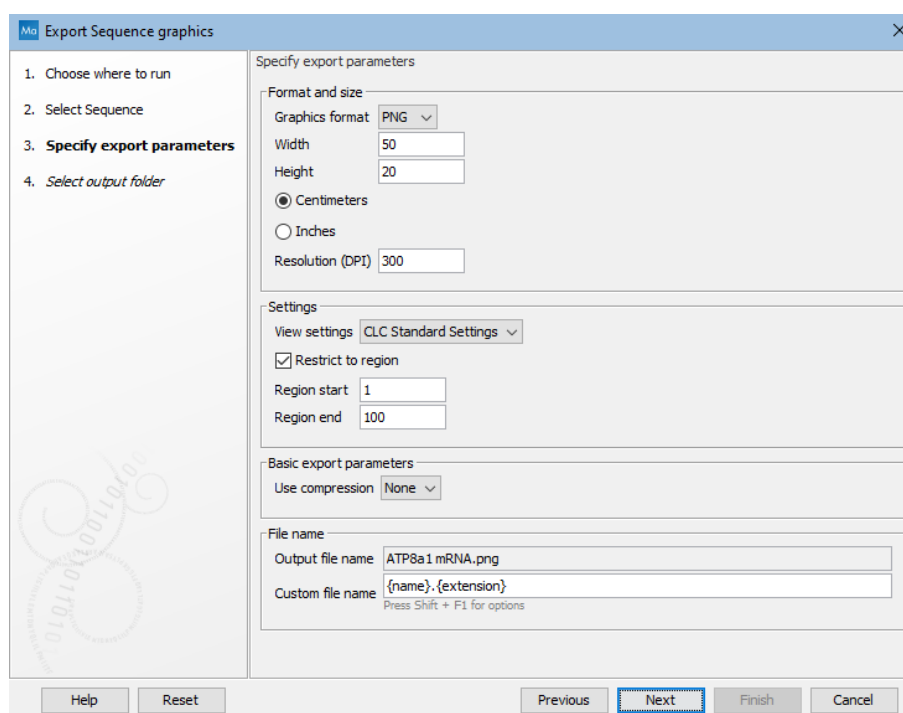 Ma Export Sequence graphics
1. Choose where to run
2. Select Sequence
3. Specify export parameters
4. Select output folder
Specify export parameters
Format and size
Graphics format PNG
Width 50
Height 20
Centimeters
Inches
Resolution (DPI) 300
Settings
View settings CLC Standard Settings
Restrict to region
Region start 1
Region end 100
Basic export parameters
Use compression None
File name
Output file name ATP8a1 mRNA.png
Custom file name {name}.{extension}
Press Shift + F1 for options
Help Reset Previous Next Finish Cancel